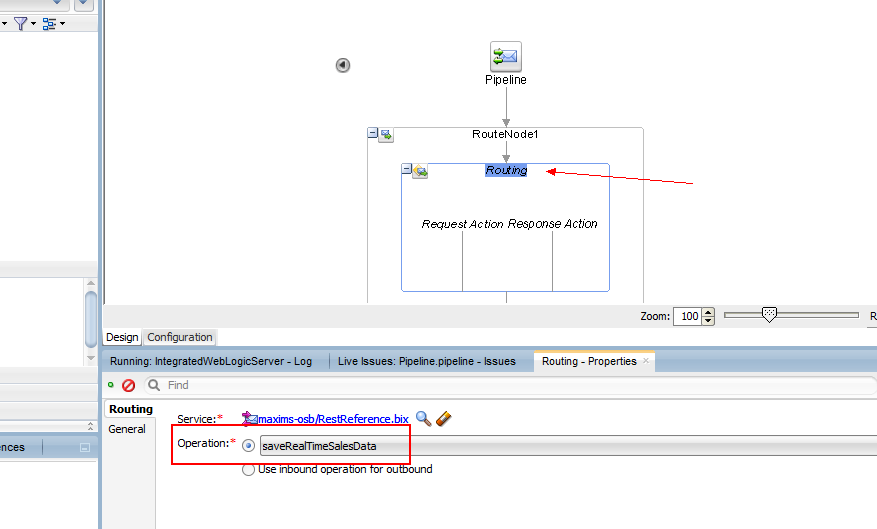 Pipeline
RouteNode1
Routing
Request Action Response Action
Zoom: 100
Design Configuration
Running: IntegratedWebLogicServer - Log Live Issues: Pipeline.pipeline - Issues Routing - Properties
Find
Routing
General
Service:* maxims-osb/RestReference.bix
Operation:* saveRealTimeSalesData
Use inbound operation for outbound